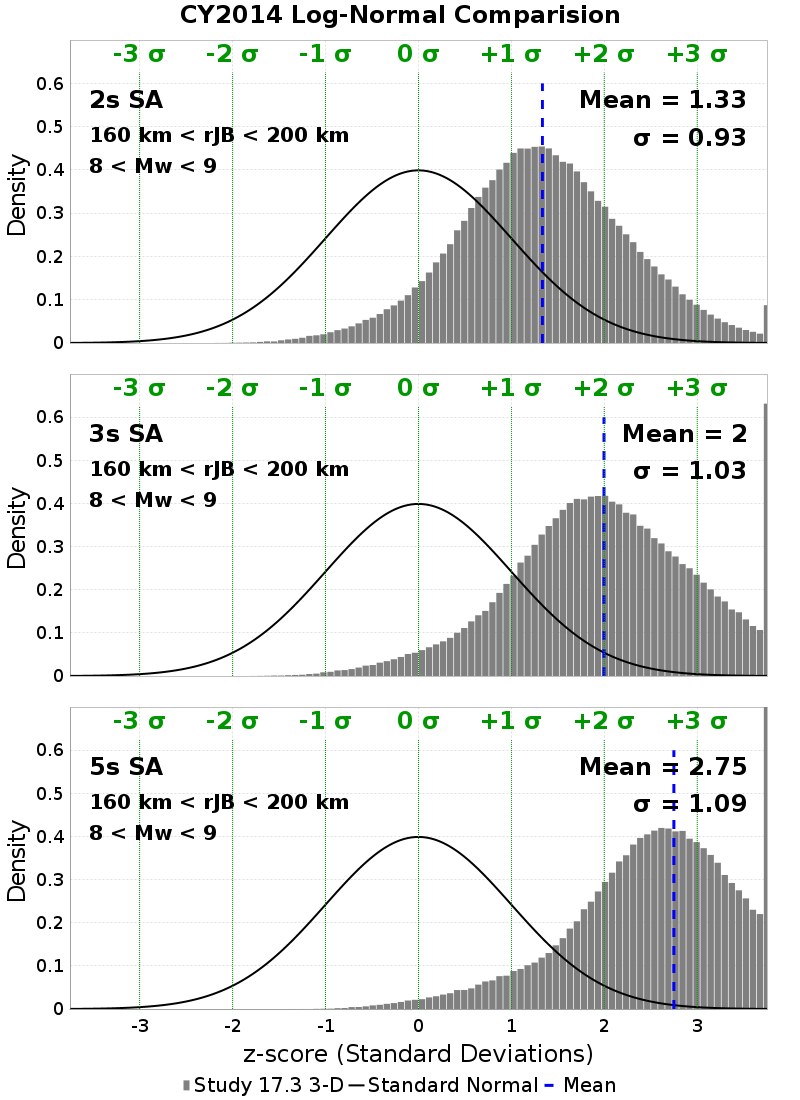 CY2014 Log-Normal Comparision
-3 σ -2 σ -1 σ 0 σ +1 σ +2 σ +3 σ
2s SA
160 km < rJB < 200 km
8 < Mw < 9
Mean = 1.33
σ = 0.93
Density
0.6
0.5
0.4
0.3
0.2
0.1
0
-3 σ -2 σ -1 σ 0 σ +1 σ +2 σ +3 σ
3s SA
160 km < rJB < 200 km
8 < Mw < 9
Mean = 2
σ = 1.03
Density
0.6
0.5
0.4
0.3
0.2
0.1
0
-3 σ -2 σ -1 σ 0 σ +1 σ +2 σ +3 σ
5s SA
160 km < rJB < 200 km
8 < Mw < 9
Mean = 2.75
σ = 1.09
Density
0.6
0.5
0.4
0.3
0.2
0.1
0
-3 -2 -1 0 1 2 3
z-score (Standard Deviations)
Study 17.3 3-D Standard Normal Mean